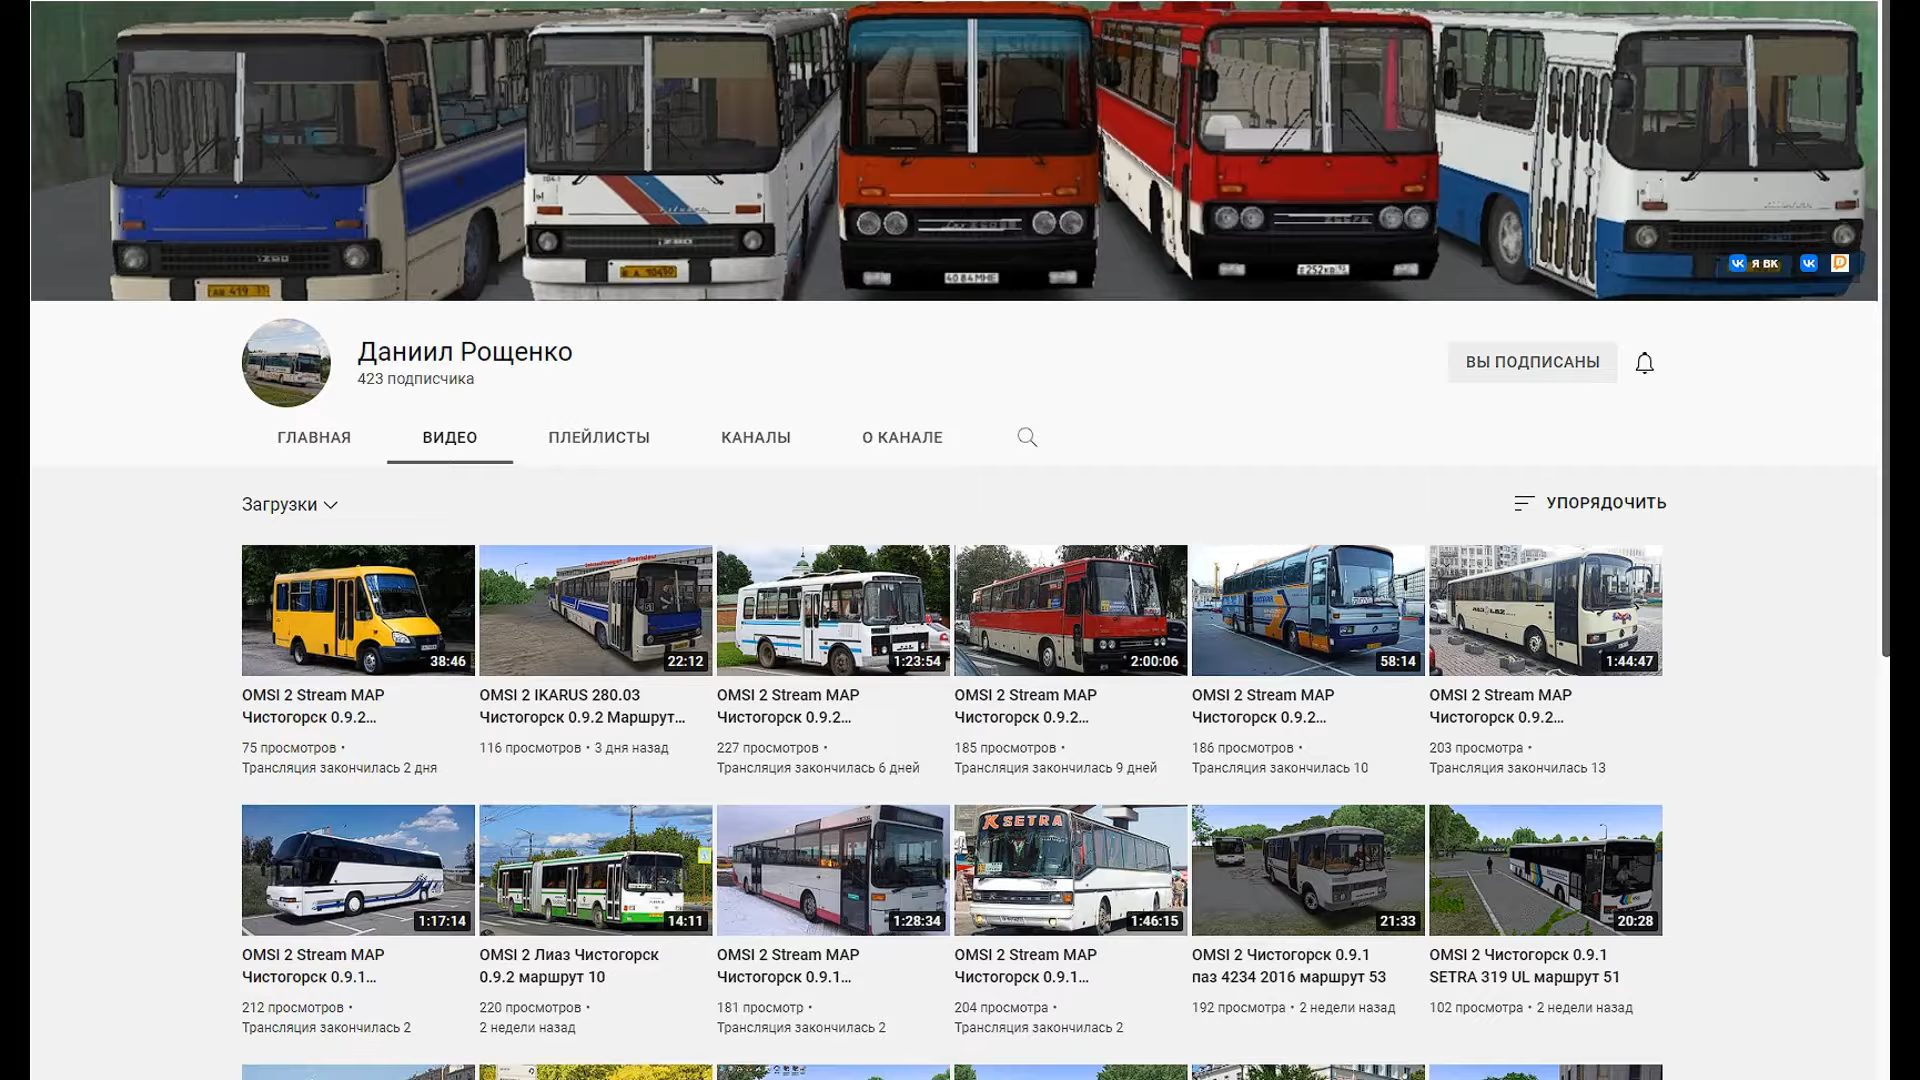 Я ВК
Даниил Рощенко
423 подписчика
ВЫ ПОДПИСАНЫ
ГЛАВНАЯ
ВИДЕО
ПЛЕЙЛИСТЫ
КАНАЛЫ
О КАНАЛЕ
Загрузки
УПОРЯДОЧИТЬ
38:46
22:12
1:23:54
2:00:06
58:14
1:44:47
OMSI 2 Stream MAP
Чистогорск 0.9.2...
75 просмотров •
Трансляция закончилась 2 дня
OMSI 2 IKARUS 280.03
Чистогорск 0.9.2 Маршрут...
116 просмотров • 3 дня назад
OMSI 2 Stream MAP
Чистогорск 0.9.2...
227 просмотров •
Трансляция закончилась 6 дней
OMSI 2 Stream MAP
Чистогорск 0.9.2...
185 просмотров •
Трансляция закончилась 9 дней
OMSI 2 Stream MAP
Чистогорск 0.9.2...
186 просмотров •
Трансляция закончилась 10
OMSI 2 Stream MAP
Чистогорск 0.9.2...
203 просмотра •
Трансляция закончилась 13
1:17:14
14:11
1:28:34
K SETRA
1:46:15
21:33
20:28
OMSI 2 Stream MAP
Чистогорск 0.9.1...
212 просмотров •
Трансляция закончилась 2
OMSI 2 Лиаз Чистогорск
0.9.2 маршрут 10
220 просмотров •
2 недели назад
OMSI 2 Stream MAP
Чистогорск 0.9.1...
181 просмотр •
Трансляция закончилась 2
OMSI 2 Stream MAP
Чистогорск 0.9.1...
204 просмотра •
Трансляция закончилась 2
OMSI 2 Чистогорск 0.9.1
паз 4234 2016 маршрут 53
192 просмотра • 2 недели назад
OMSI 2 Чистогорск 0.9.1
SETRA 319 UL маршрут 51
102 просмотра • 2 недели назад